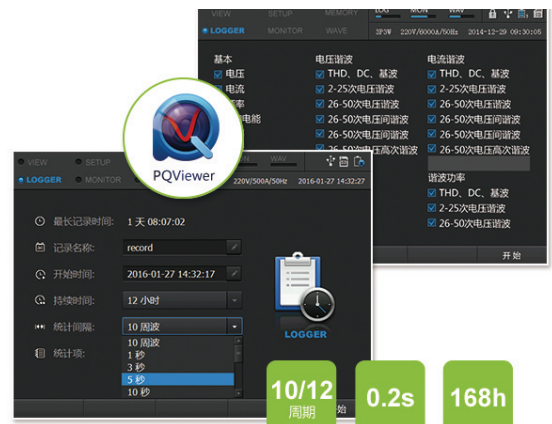 VIEW SETUP MEMORY LOG MON WAV
LOGGER MONITOR WAVE 3P3W 220V/6000A/50Hz 2014-12-29 09:30:05
基本
电压
电流
电能
电压谐波
THD、DC、基波
2-25次电压谐波
26-50次电压谐波
26-50次电压间谐波
26-50次电压间谐波
26-50次电压高次谐波
电流谐波
THD、DC、基波
2-25次电压谐波
26-50次电压谐波
26-50次电压间谐波
26-50次电压间谐波
26-50次电压高次谐波
谐波功率
THD、DC、基波
2-25次电压谐波
26-50次电压谐波
开始
PQViewer
VIEW SETUP WAV
LOGGER MONITOR 220V/500A/50Hz 2016-01-27 14:32:27
最长记录时间: 1 天 08:07:02
记录名称: record
开始时间: 2016-01-27 14:32:17
持续时间: 12 小时
统计间隔: 10 周波
统计项:
10 周波
1 秒
3 秒
5 秒
10 秒
LOGGER
始
10/12
周期
0.2s
168h